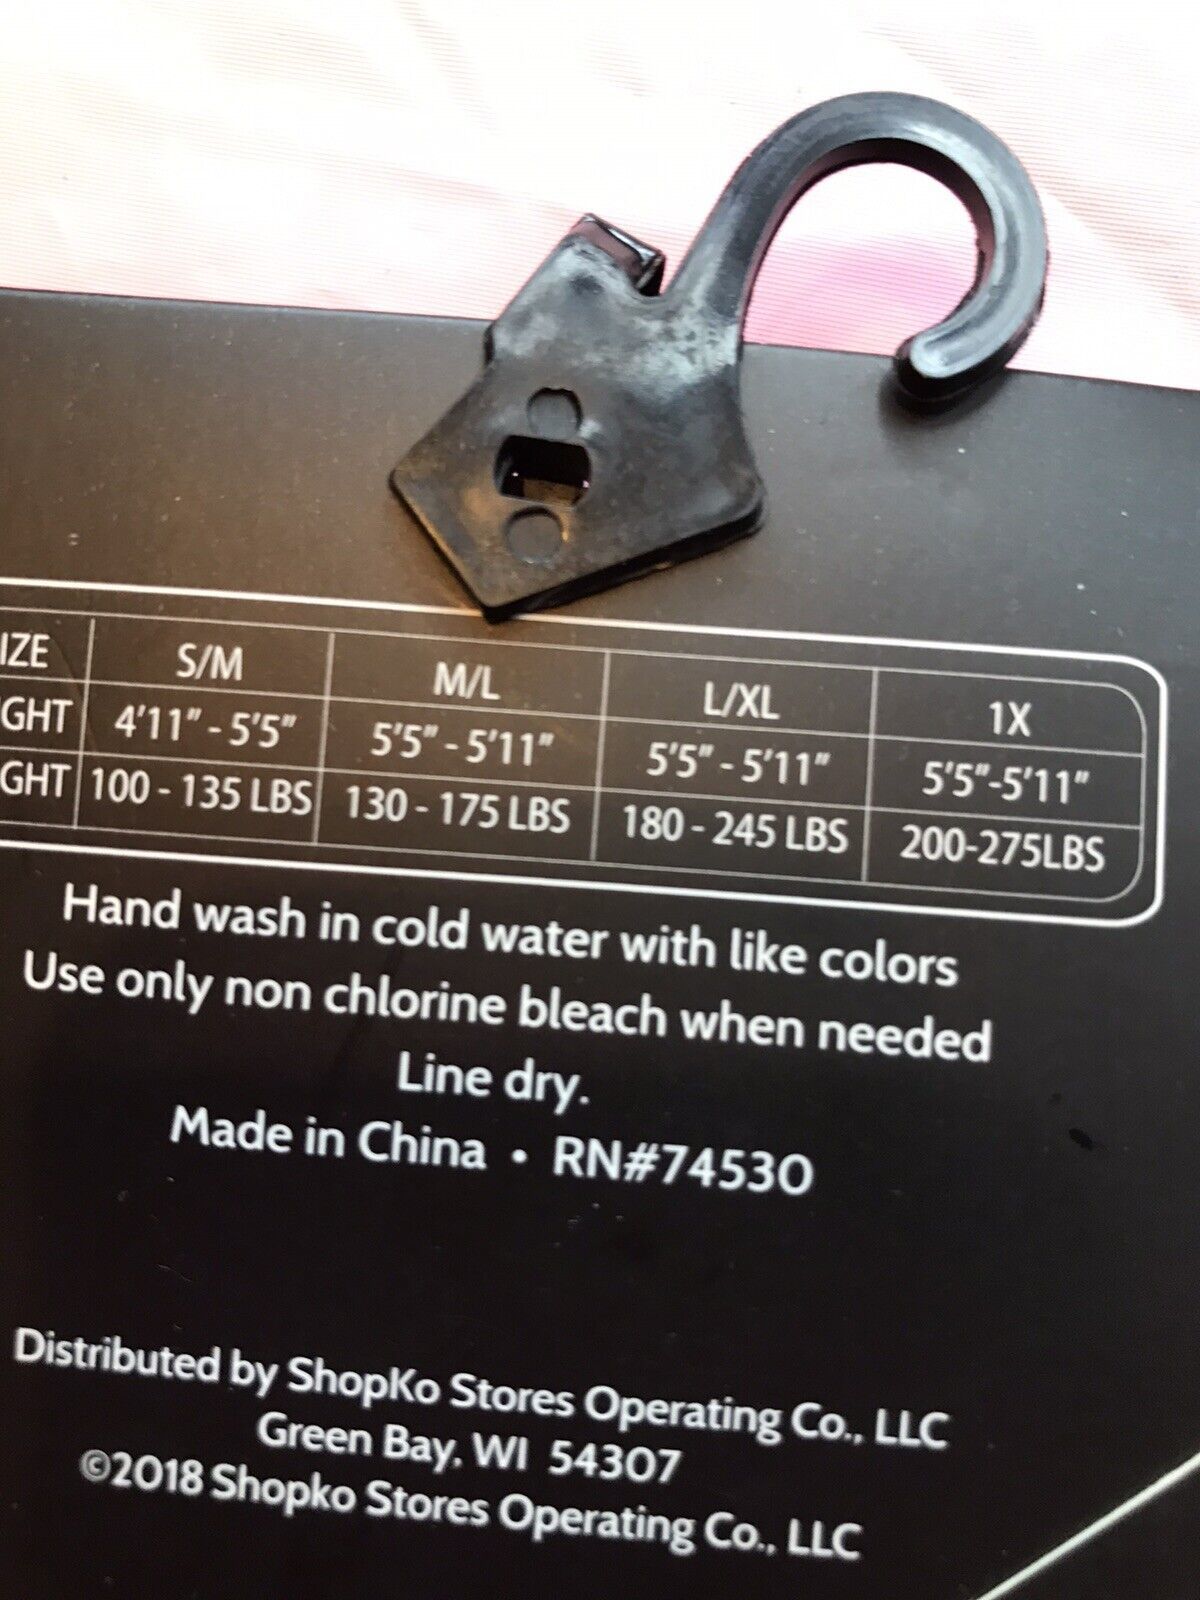 IZE S/M M/L L/XL 1X
GHT 4'11" - 5'5" 5'5" - 5'11" 5'5" - 5'11" 5'5"-5'11"
GHT 100 - 135 LBS 130 - 175 LBS 180 - 245 LBS 200-275LBS
Hand wash in cold water with like colors
Use only non chlorine bleach when needed
Line dry.
Made in China • RN#74530
Distributed by ShopKo Stores Operating Co., LLC
Green Bay, WI 54307
©2018 Shopko Stores Operating Co., LLC